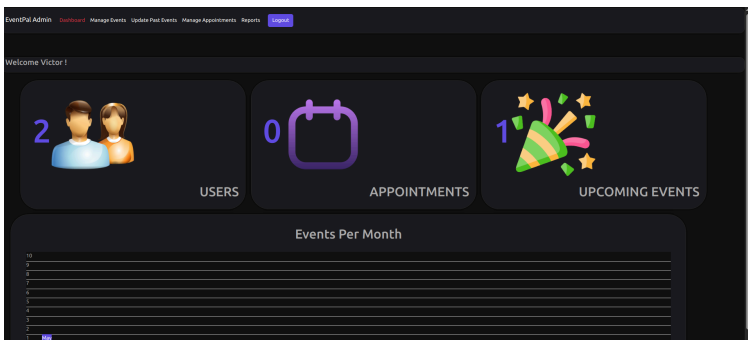 EventPal Admin Dashboard Manage Events Update Past Events Manage Appointments Reports Logout
Welcome Victor !
2 0 1
USERS APPOINTMENTS UPCOMING EVENTS
Events Per Month
10
9
8
7
6
5
4
3
2
1 May